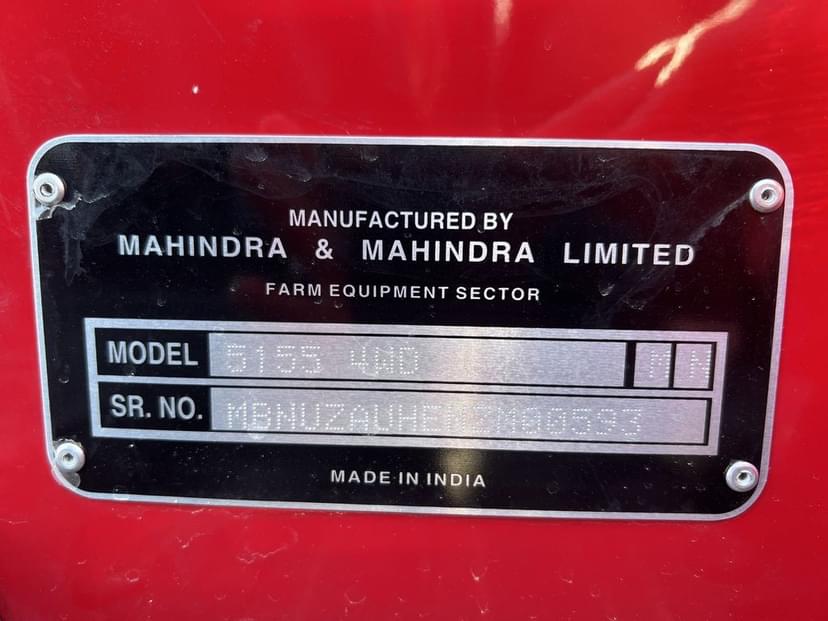 MANUFACTURED BY
MAHINDRA & MAHINDRA LIMITED
FARM EQUIPMENT SECTOR
MODEL 5155 4WD M N
SR. NO.
MADE IN INDIA